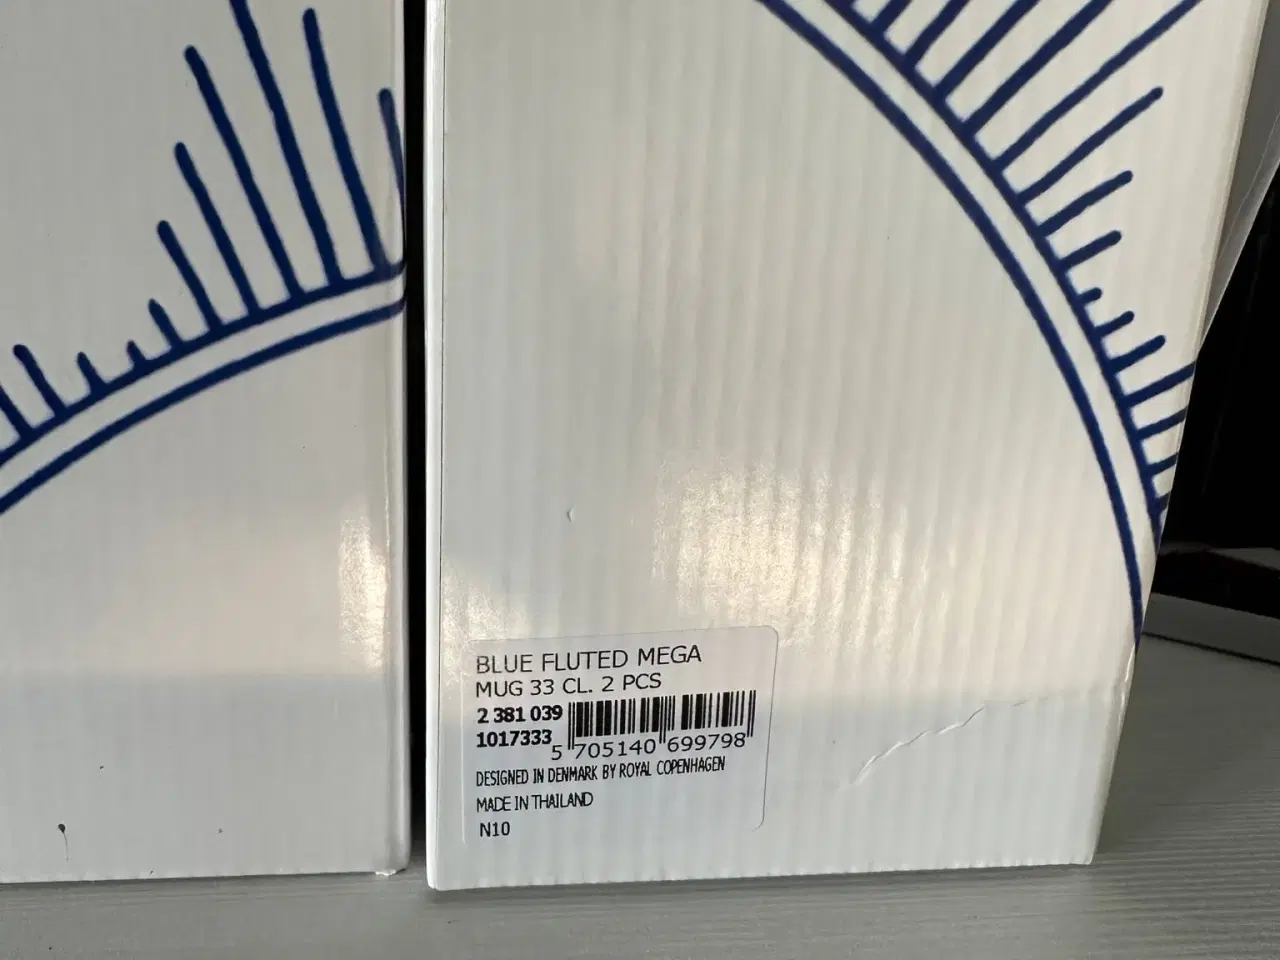 BLUE FLUTED MEGA
MUG 33 CL. 2 PCS
2 381 039
1017333
5 705140 699798
DESIGNED IN DENMARK BY ROYAL COPENHAGEN
MADE IN THAILAND
N10